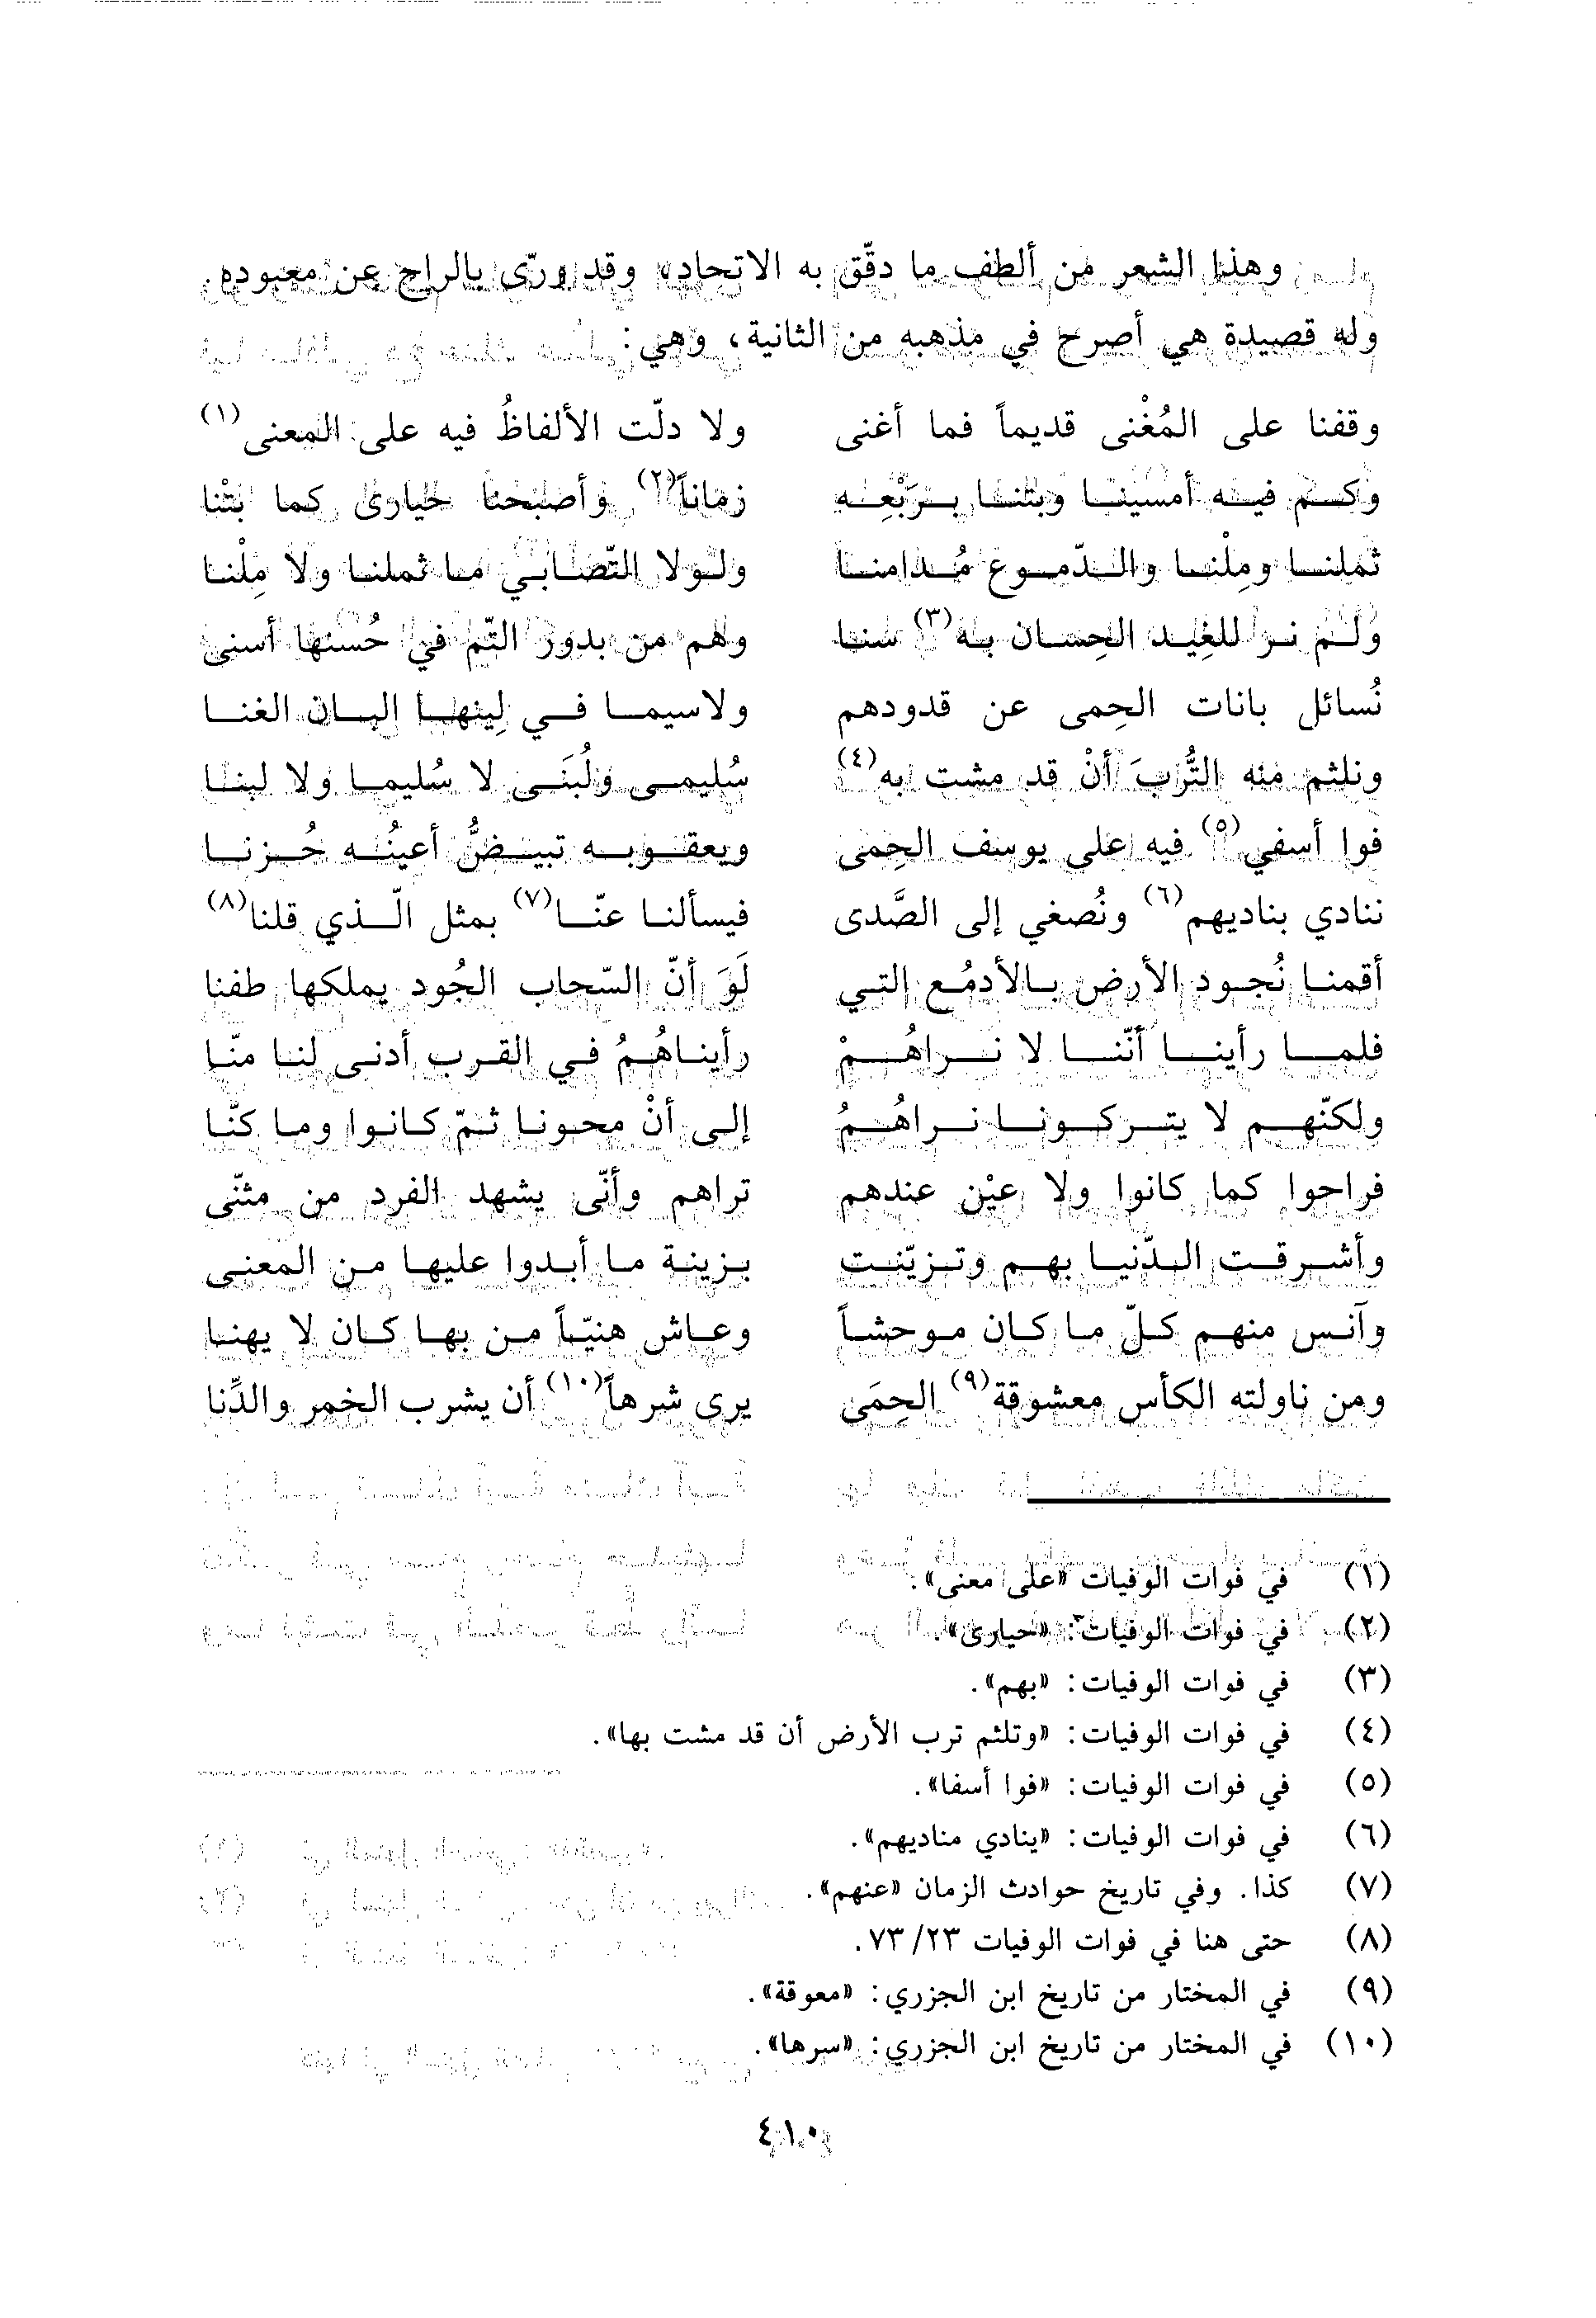 وهذا الشعر من ألطف ما دقّق به الاتحاد، وقد ورّى بالراح عن معبوده.
وله قصيدة هي أصرح في مذهبه من الثانية، وهي:
وقفنا على المُغْنى قديماً فما أغنى ولا دلّت الألفاظُ فيه على المعنى(١)
وكم فيه أمسينا وبتنا برَبْعِه زماناً(٢) وأصبحنا حيارى كما بَتْنا
ثملنا ومِلْنا والدّموع مُدامنا ولولا التّصابي ما ثملنا ولا مِلْنا
ولم نر للغِيد الحِسان به(٣) سنا وهم من بدور التّم في حُسنها أسنى
نُسائل بانات الحِمى عن قدودهم ولاسيما في لِينها البان الغنا
ونلثم منه التُّربَ أنْ قد مشت به(٤) سُليمى ولُبَنَى لا سُليما ولا لبنا
فوا أسفي(٥) فيه على يوسف الحِمى ويعقوبه تبيضُّ أعينُه حُزنا
ننادي بناديهم(٦) ونُصغي إلى الصَّدى فيسألنا عنّا(٧) بمثل الّذي قلنا(٨)
أقمنا نُجود الأرض بالأدمُع التي لَوَ أنّ السّحاب الجُود يملكها طفنا
فلما رأينا أنّنا لا نراهُمْ رأيناهُمُ في القرب أدنى لنا منّا
ولكنّهم لا يتركونا نراهُمُ إلى أنْ محونا ثمّ كانوا وما كنّا
فراحوا كما كانوا ولا عيْن عندهم تراهم وأنّى يشهد الفرد من مثنّى
وأشرقت الدّنيا بهم وتزيّنت بزينة ما أبدوا عليها من المعنى
وآنس منهم كلّ ما كان موحشاً وعاش هنيّاً من بها كان لا يهنا
ومن ناولته الكأس معشوقة(٩) الحِمَى يرى شرهاً(١٠) أن يشرب الخمر والدِّنا
(١) في فوات الوفيات «على معنى».
(٢) في فوات الوفيات: «حيارى».
(٣) في فوات الوفيات: «بهم».
(٤) في فوات الوفيات: «وتلثم ترب الأرض أن قد مشت بها».
(٥) في فوات الوفيات: «فوا أسفا».
(٦) في فوات الوفيات: «ينادي مناديهم».
(٧) كذا. وفي تاريخ حوادث الزمان «عنهم».
(٨) حتى هنا في فوات الوفيات ٧٣/٢٣.
(٩) في المختار من تاريخ ابن الجزري: «معوقة».
(١٠) في المختار من تاريخ ابن الجزري: «سرها».
٤١٠